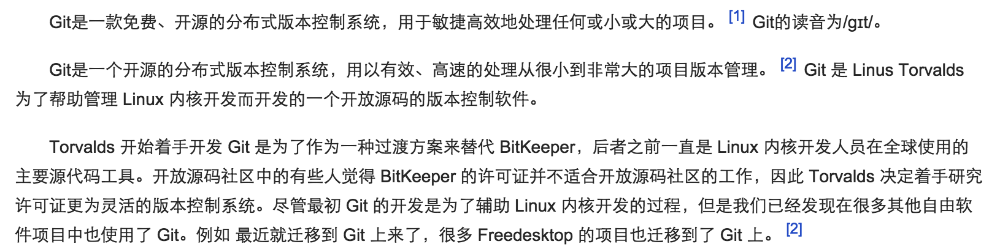 Git是一款免费、开源的分布式版本控制系统，用于敏捷高效地处理任何或小或大的项目。[1] Git的读音为/gɪt/。
Git是一个开源的分布式版本控制系统，用以有效、高速的处理从很小到非常大的项目版本管理。[2] Git 是 Linus Torvalds
为了帮助管理 Linux 内核开发而开发的一个开放源码的版本控制软件。
Torvalds 开始着手开发 Git 是为了作为一种过渡方案来替代 BitKeeper，后者之前一直是 Linux 内核开发人员在全球使用的
主要源代码工具。开放源码社区中的有些人觉得 BitKeeper 的许可证并不适合开放源码社区的工作，因此 Torvalds 决定着手研究
许可证更为灵活的版本控制系统。尽管最初 Git 的开发是为了辅助 Linux 内核开发的过程，但是我们已经发现在很多其他自由软
件项目中也使用了 Git。例如 最近就迁移到 Git 上来了，很多 Freedesktop 的项目也迁移到了 Git 上。[2]